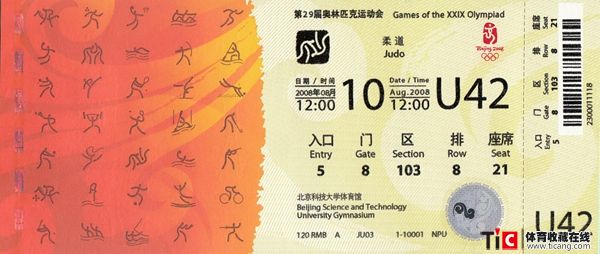 第29届奥林匹克运动会 Games of the XXIX Olympiad
柔道
Judo
Beijing 2008
日期 / 时间
2008年08月
12:00
10
Date / Time
Aug.2008
12:00
U42
入口 门 区 排 座席
Entry Gate Section Row Seat
5 8 103 8 21
北京科技大学体育馆
Beijing Science and Technology
University Gymnasium
120 RMB A JU03 1-10001 NPU
座席 Seat 21
排 Row 8
区 Section 103
门 Gate 8
入口 Entry 5
2300011118
U42
TiC 体育收藏在线
www.ticang.com